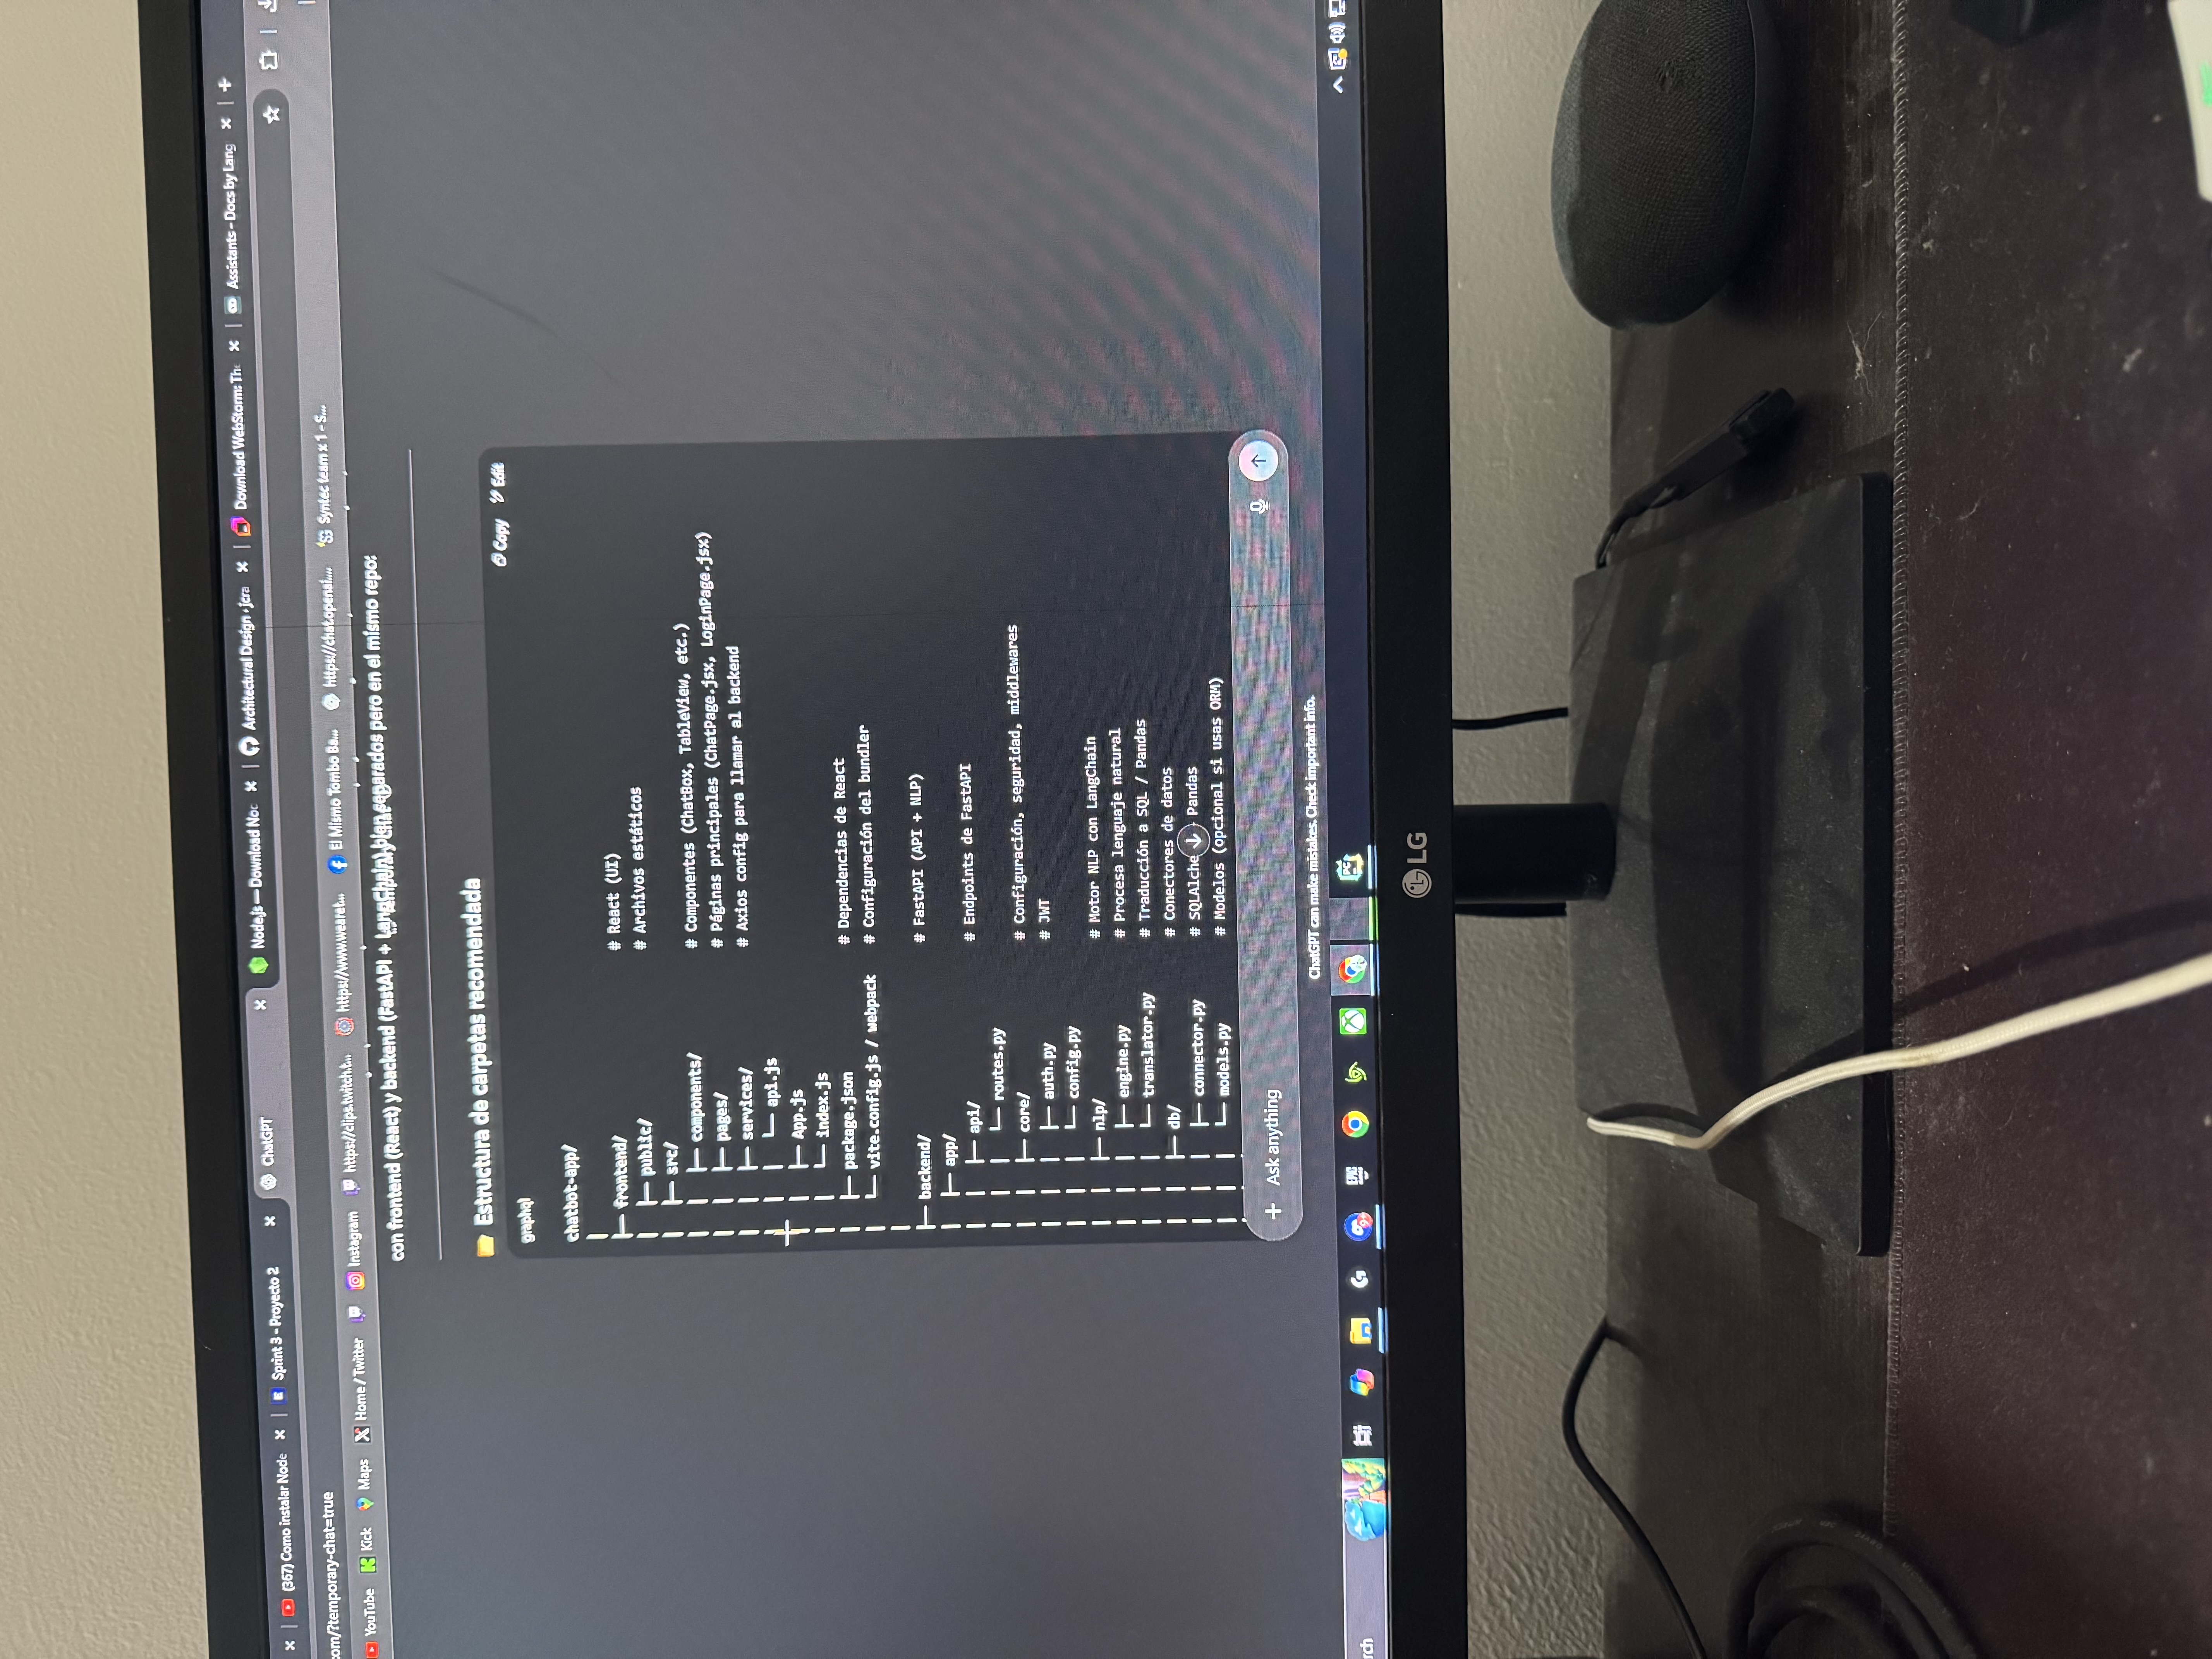 (367) Como instalar Node
Sprint 3 - Proyecto 2
ChatGPT
Node.js — Download Noc
Architectural Design · jcra
Download WebStorm: The
Assistants - Docs by Lang
com/?temporary-chat=true
YouTube
Kick
Maps
Home / Twitter
Instagram
https://clips.twitch.t...
https://www.wearet...
El Mismo Tombo Ba...
https://chat.openai....
Syntec team x 1 - S...
Temporary Chat
con frontend (React) y backend (FastAPI + LangChain) bien separados pero en el mismo repo:
Estructura de carpetas recomendada
graphql
Copy
Edit
chatbot-app/
│
├── frontend/ # React (UI)
│ ├── public/ # Archivos estáticos
│ ├── src/
│ │ ├── components/ # Componentes (ChatBox, TableView, etc.)
│ │ ├── pages/ # Páginas principales (ChatPage.jsx, LoginPage.jsx)
│ │ ├── services/ # Axios config para llamar al backend
│ │ │ └── api.js
│ │ ├── App.js
│ │ └── index.js
│ ├── package.json # Dependencias de React
│ └── vite.config.js / webpack # Configuración del bundler
│
├── backend/ # FastAPI (API + NLP)
│ ├── app/
│ │ ├── api/ # Endpoints de FastAPI
│ │ │ └── routes.py
│ │ ├── core/ # Configuración, seguridad, middlewares
│ │ │ ├── auth.py # JWT
│ │ │ └── config.py
│ │ ├── nlp/ # Motor NLP con LangChain
│ │ │ ├── engine.py # Procesa lenguaje natural
│ │ │ └── translator.py # Traducción a SQL / Pandas
│ │ ├── db/ # Conectores de datos
│ │ │ ├── connector.py # SQLAlche Pandas
│ │ │ └── models.py # Modelos (opcional si usas ORM)
Ask anything
ChatGPT can make mistakes. Check important info.
rch
9+
EPIC GAMES
PC
LG